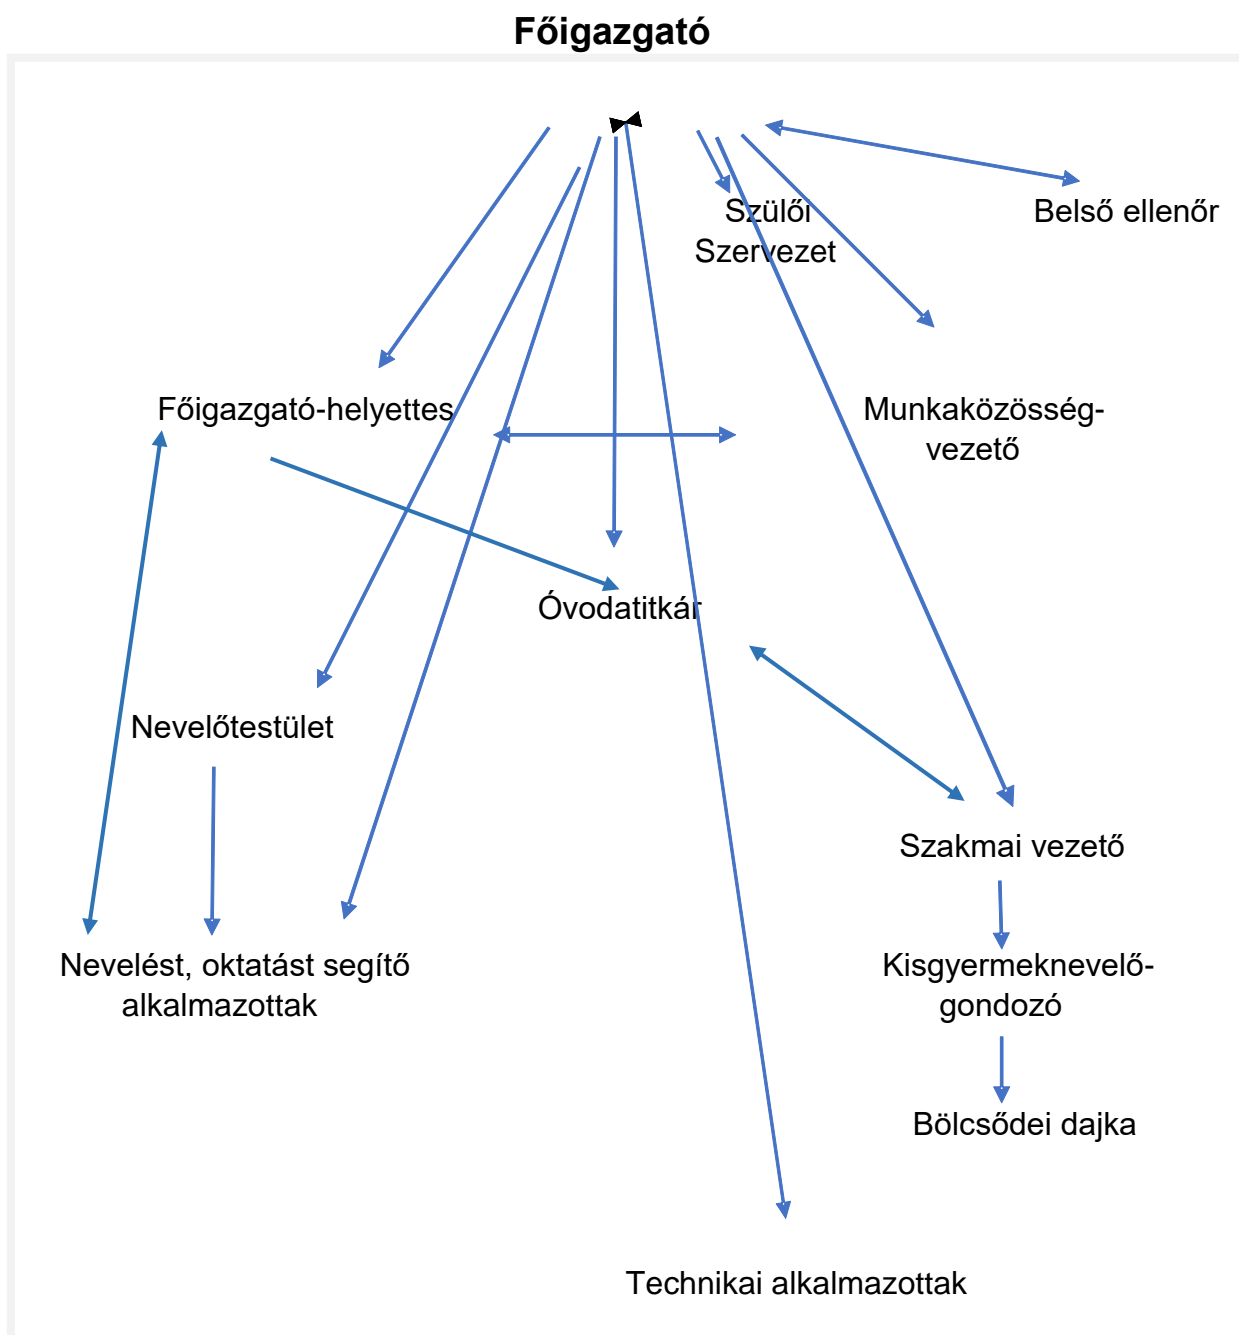 Főigazgató
Szülői
Szervezet
Belső ellenőr
Főigazgató-helyettes
Munkaközösség-
vezető
Óvodatitkár
Nevelőtestület
Szakmai vezető
Nevelést, oktatást segítő
alkalmazottak
Kisgyermeknevelő-
gondozó
Bölcsődei dajka
Technikai alkalmazottak